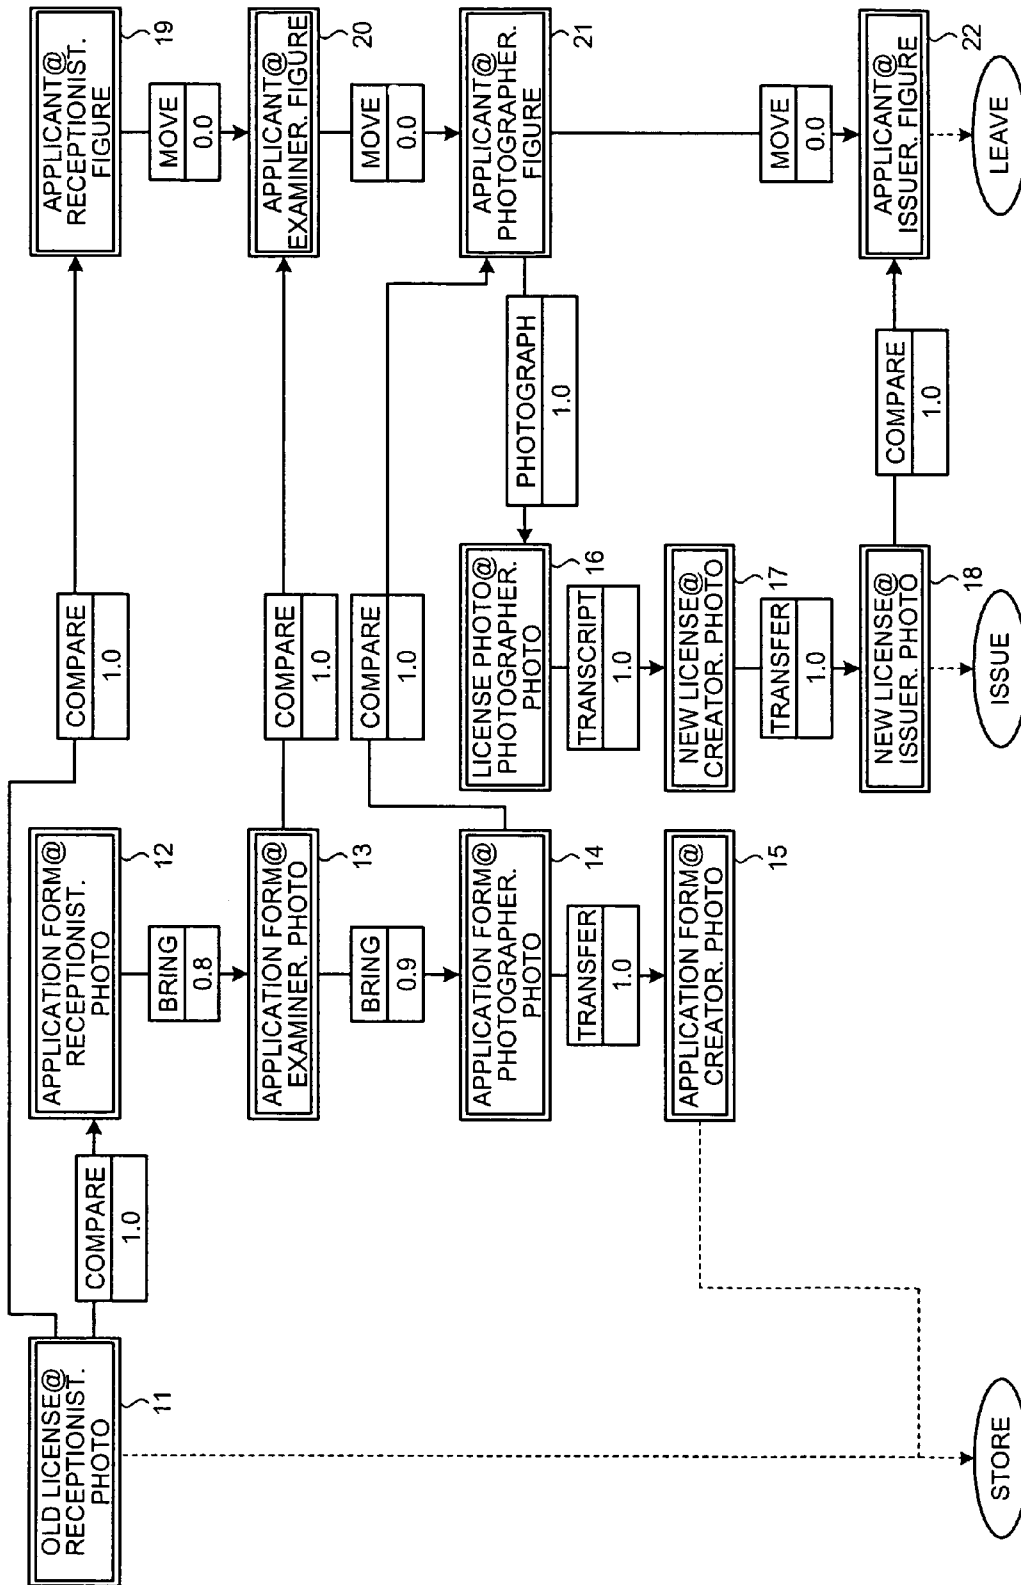 OLD LICENSE@
RECEPTIONIST.
PHOTO
11
COMPARE
1.0
APPLICATION FORM@
RECEPTIONIST.
PHOTO
12
COMPARE
1.0
APPLICANT@
RECEPTIONIST.
FIGURE
19
BRING
0.8
MOVE
0.0
APPLICATION FORM@
EXAMINER. PHOTO
13
COMPARE
1.0
APPLICANT@
EXAMINER. FIGURE
20
BRING
0.9
COMPARE
1.0
MOVE
0.0
APPLICATION FORM@
PHOTOGRAPHER.
PHOTO
14
LICENSE PHOTO@
PHOTOGRAPHER.
PHOTO
16
PHOTOGRAPH
1.0
APPLICANT@
PHOTOGRAPHER.
FIGURE
21
TRANSFER
1.0
TRANSCRIPT
1.0
APPLICATION FORM@
CREATOR. PHOTO
15
NEW LICENSE@
CREATOR. PHOTO
17
TRANSFER
1.0
MOVE
0.0
NEW LICENSE@
ISSUER. PHOTO
18
COMPARE
1.0
APPLICANT@
ISSUER. FIGURE
22
STORE
ISSUE
LEAVE